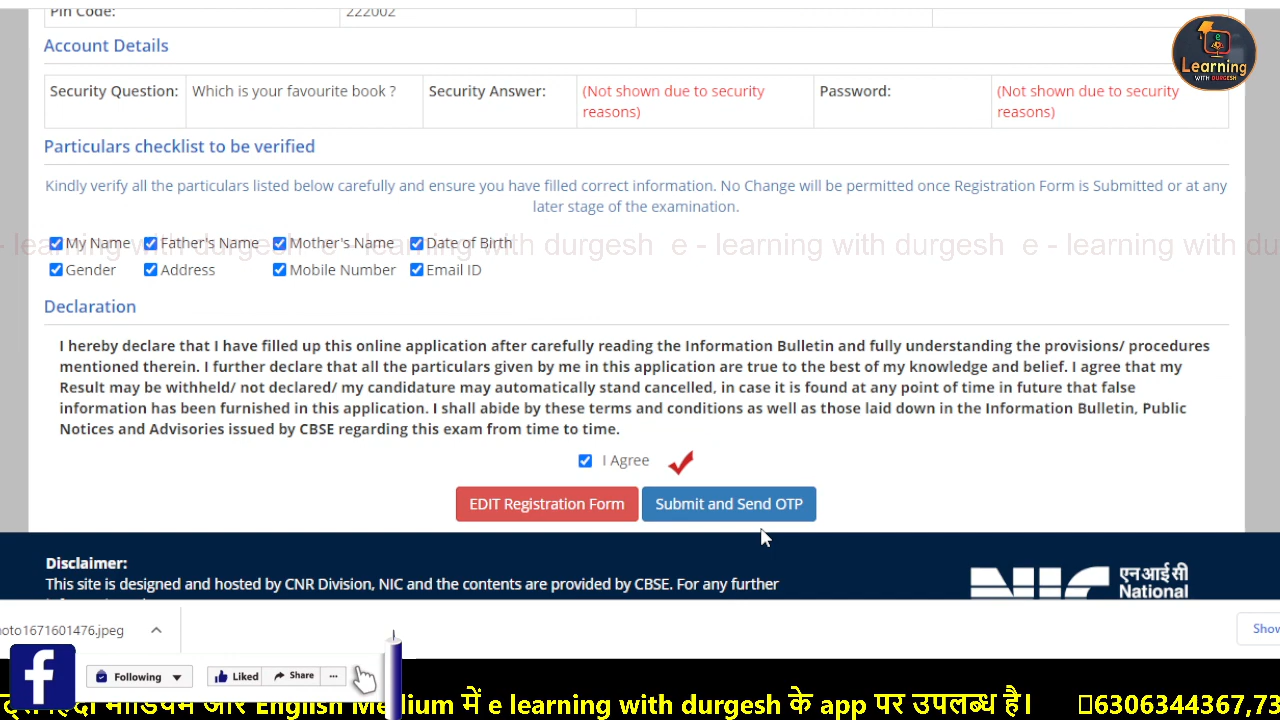 Pin Code: 222002
e
Learning
WITH DURGESH
Account Details
Security Question: Which is your favourite book ? Security Answer: (Not shown due to security reasons) Password: (Not shown due to security reasons)
Particulars checklist to be verified
Kindly verify all the particulars listed below carefully and ensure you have filled correct information. No Change will be permitted once Registration Form is Submitted or at any
later stage of the examination.
My Name Father's Name Mother's Name Date of Birth
- learning with durgesh e - learning with durgesh e - learning with du
Gender Address Mobile Number Email ID
Declaration
I hereby declare that I have filled up this online application after carefully reading the Information Bulletin and fully understanding the provisions/ procedures
mentioned therein. I further declare that all the particulars given by me in this application are true to the best of my knowledge and belief. I agree that my
Result may be withheld/ not declared/ my candidature may automatically stand cancelled, in case it is found at any point of time in future that false
information has been furnished in this application. I shall abide by these terms and conditions as well as those laid down in the Information Bulletin, Public
Notices and Advisories issued by CBSE regarding this exam from time to time.
I Agree
EDIT Registration Form Submit and Send OTP
Disclaimer:
This site is designed and hosted by CNR Division, NIC and the contents are provided by CBSE. For any further
NIC एन आई सी
National
oto1671601476.jpeg
Show
Following Liked Share ...
हिंदी मीडियम और English Medium में e learning with durgesh के app पर उपलब्ध है। 6306344367,73